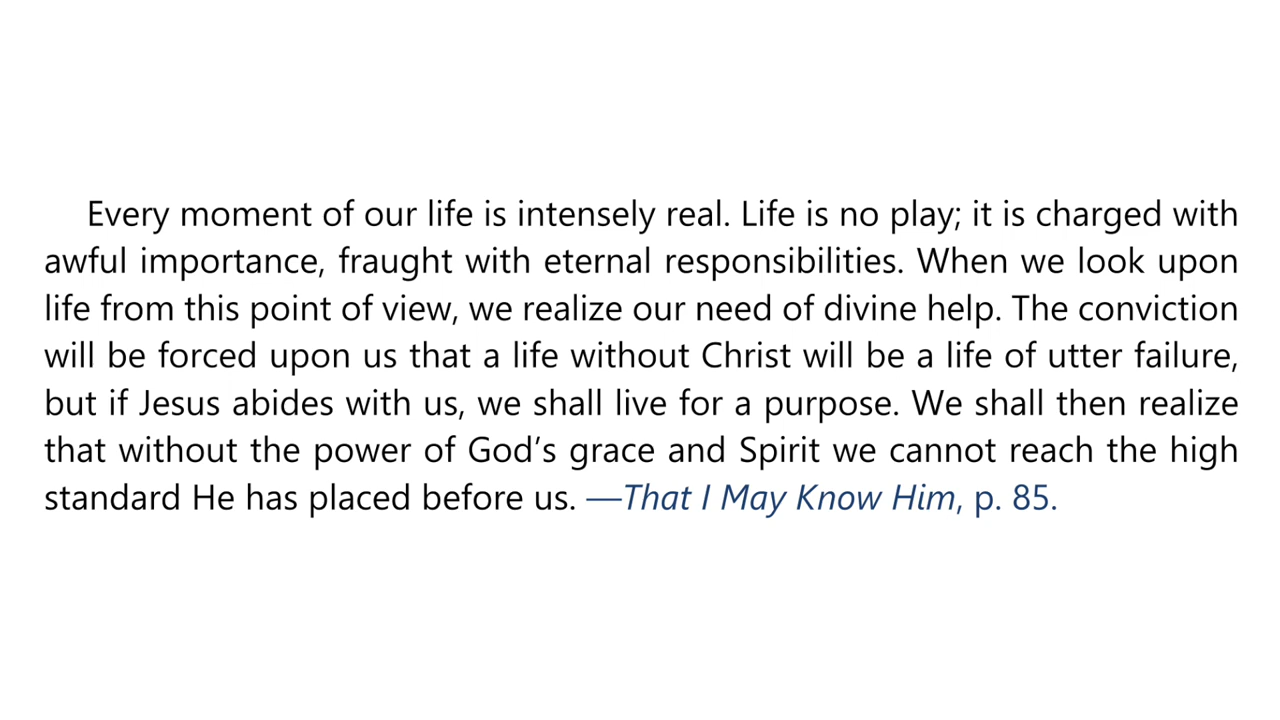 Every moment of our life is intensely real. Life is no play; it is charged with
awful importance, fraught with eternal responsibilities. When we look upon
life from this point of view, we realize our need of divine help. The conviction
will be forced upon us that a life without Christ will be a life of utter failure,
but if Jesus abides with us, we shall live for a purpose. We shall then realize
that without the power of God’s grace and Spirit we cannot reach the high
standard He has placed before us. —That I May Know Him, p. 85.